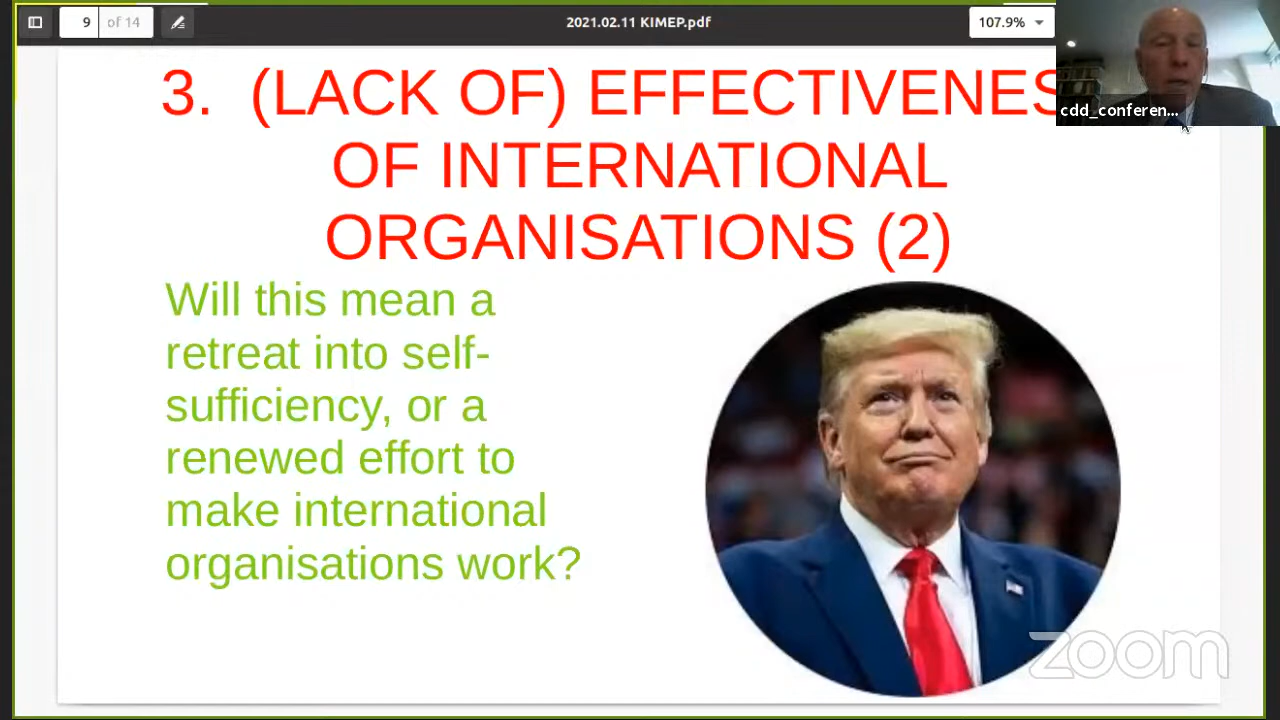 9 of 14
2021.02.11 KIMEP.pdf
107.9%
cdd_conferen...
3. (LACK OF) EFFECTIVENES
OF INTERNATIONAL
ORGANISATIONS (2)
Will this mean a
retreat into self-
sufficiency, or a
renewed effort to
make international
organisations work?
zoom